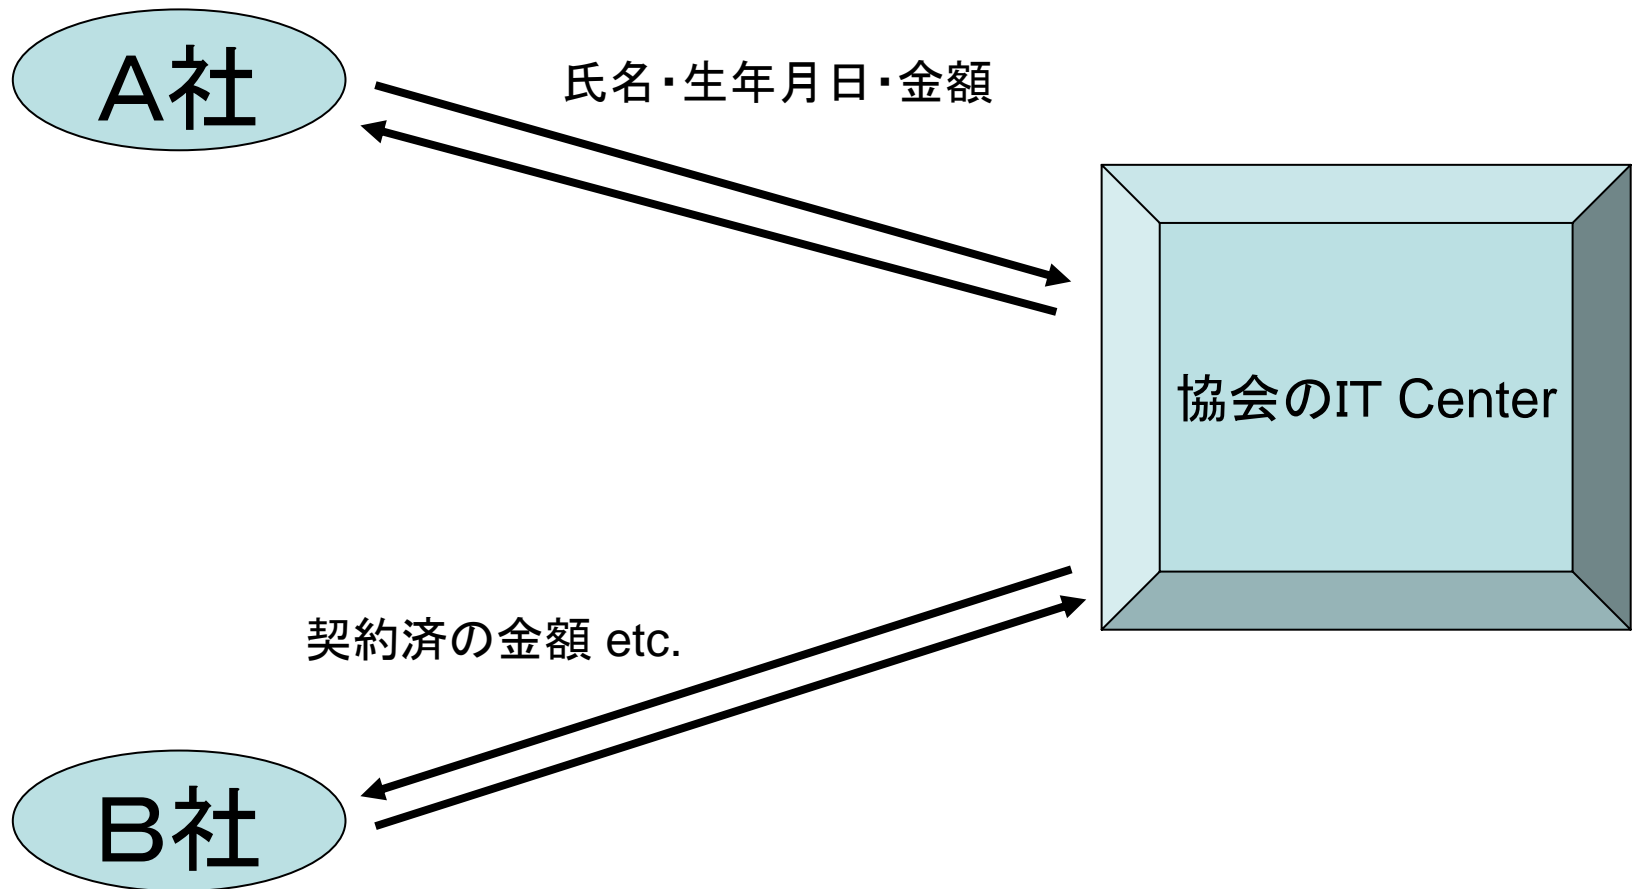 A社
氏名・生年月日・金額
協会のIT Center
契約済の金額 etc.
B社